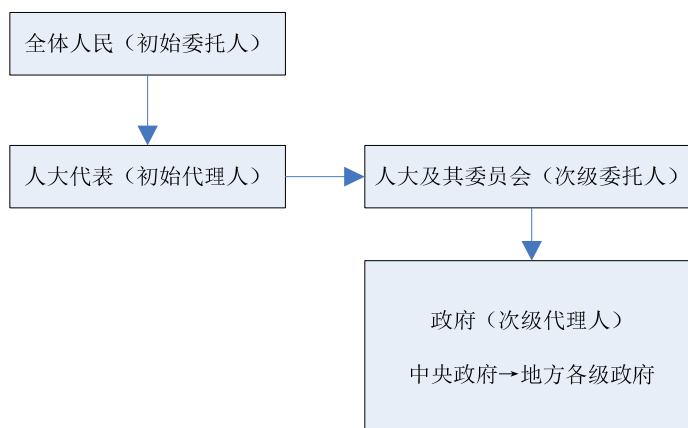 全体人民（初始委托人）
人大代表（初始代理人）
人大及其委员会（次级委托人）
政府（次级代理人）
中央政府→地方各级政府